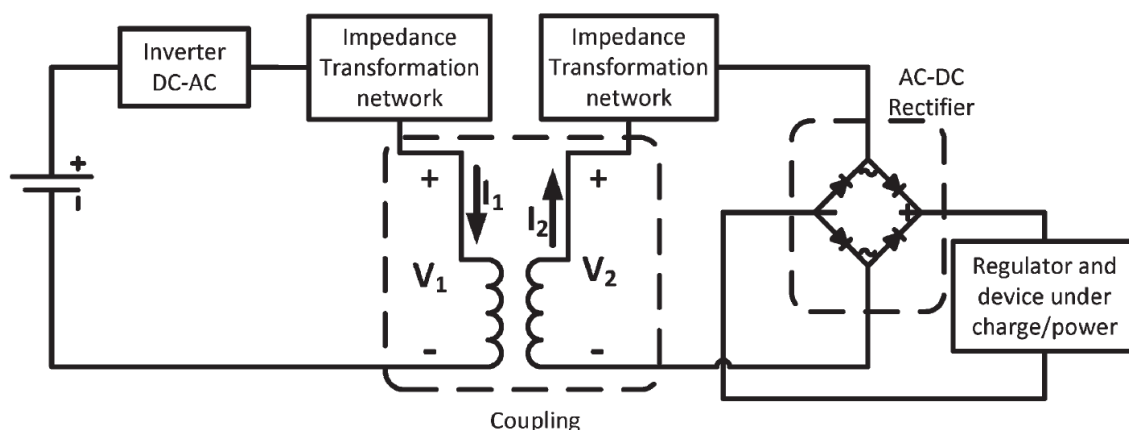 Inverter
DC-AC
Impedance
Transformation
network
Impedance
Transformation
network
AC-DC
Rectifier
+
-
+
I1
V1
-
I2
+
V2
-
~
-
+
~
Regulator and
device under
charge/power
Coupling